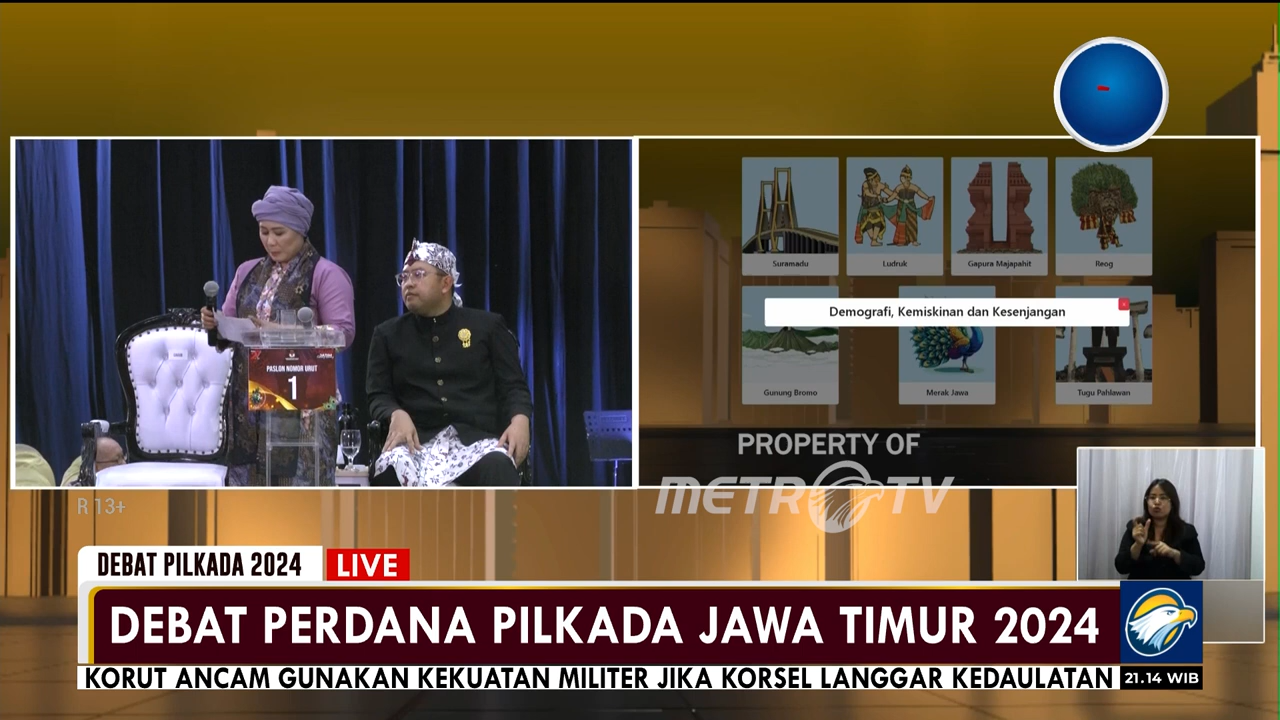 Suramadu
Ludruk
Gapura Majapahit
Reog
Demografi, Kemiskinan dan Kesenjangan
Gunung Bromo
Merak Jawa
Tugu Pahlawan
PASLON NOMOR URUT
1
PROPERTY OF
METRO TV
R 13+
DEBAT PILKADA 2024
LIVE
DEBAT PERDANA PILKADA JAWA TIMUR 2024
KORUT ANCAM GUNAKAN KEKUATAN MILITER JIKA KORSEL LANGGAR KEDAULATAN
21.14 WIB